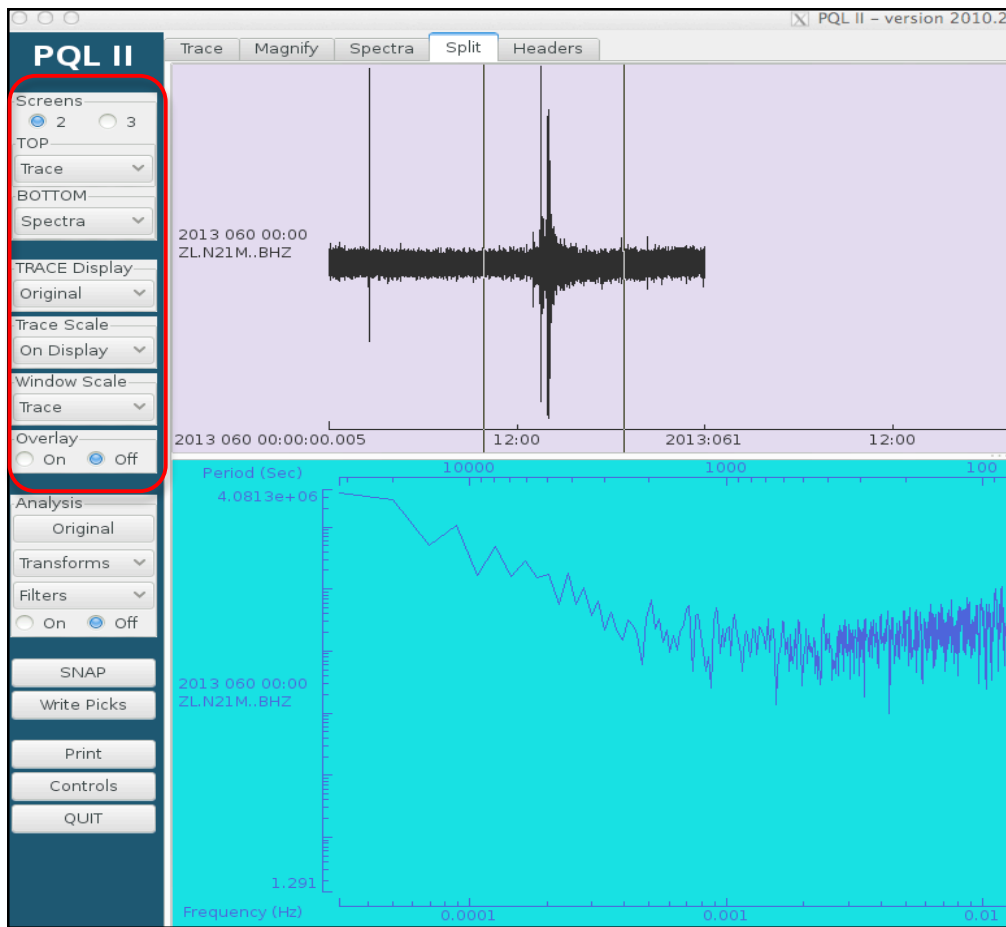 PQL II - version 2010.2
PQL II
Trace Magnify Spectra Split Headers
Screens
2 3
TOP
Trace
BOTTOM
Spectra
TRACE Display
Original
Trace Scale
On Display
Window Scale
Trace
Overlay
On Off
Analysis
Original
Transforms
Filters
On Off
SNAP
Write Picks
Print
Controls
QUIT
2013 060 00:00
ZL.N21M..BHZ
2013 060 00:00:00.005 12:00 2013:061 12:00
Period (Sec) 10000 1000 100
4.0813e+06
2013 060 00:00
ZL.N21M..BHZ
1.291
Frequency (Hz) 0.0001 0.001 0.01